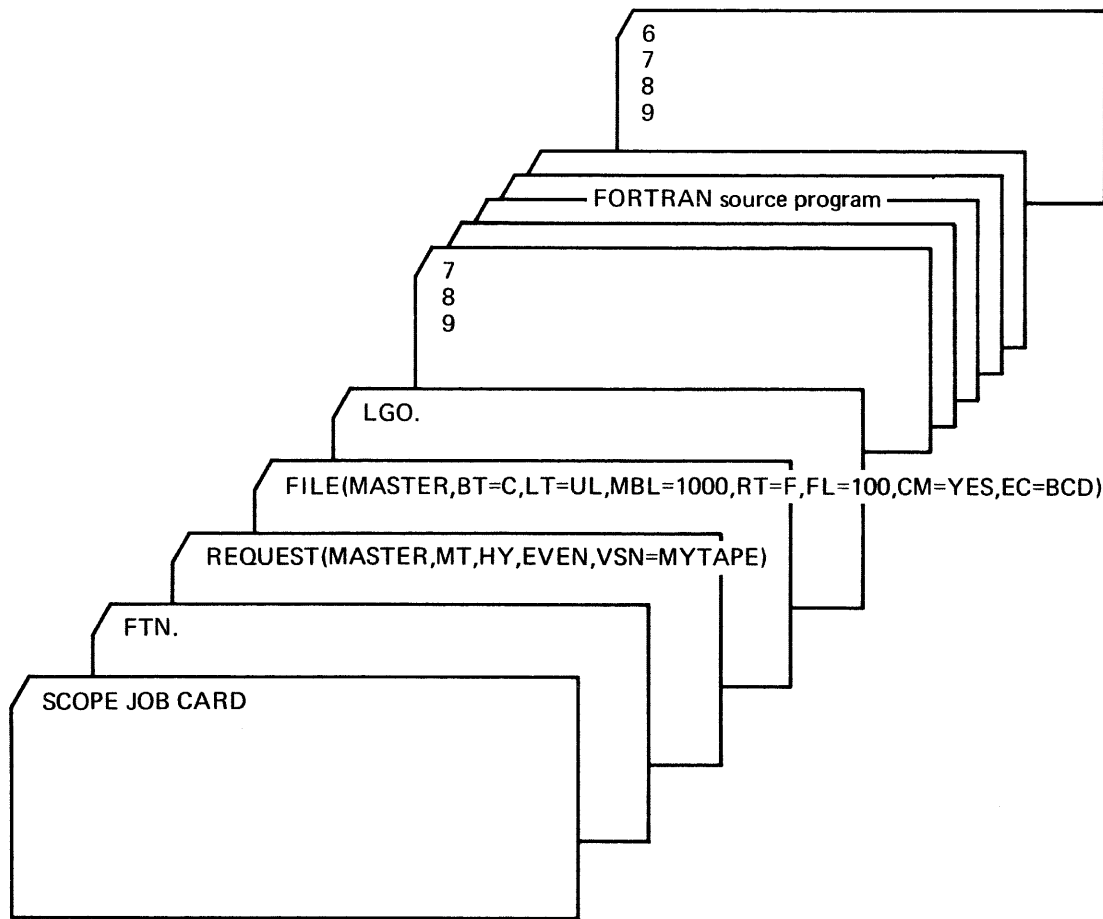 6
7
8
9
FORTRAN source program
7
8
9
LGO.
FILE(MASTER,BT=C,LT=UL,MBL=1000,RT=F,FL=100,CM=YES,EC=BCD)
REQUEST(MASTER,MT,HY,EVEN,VSN=MYTAPE)
FTN.
SCOPE JOB CARD